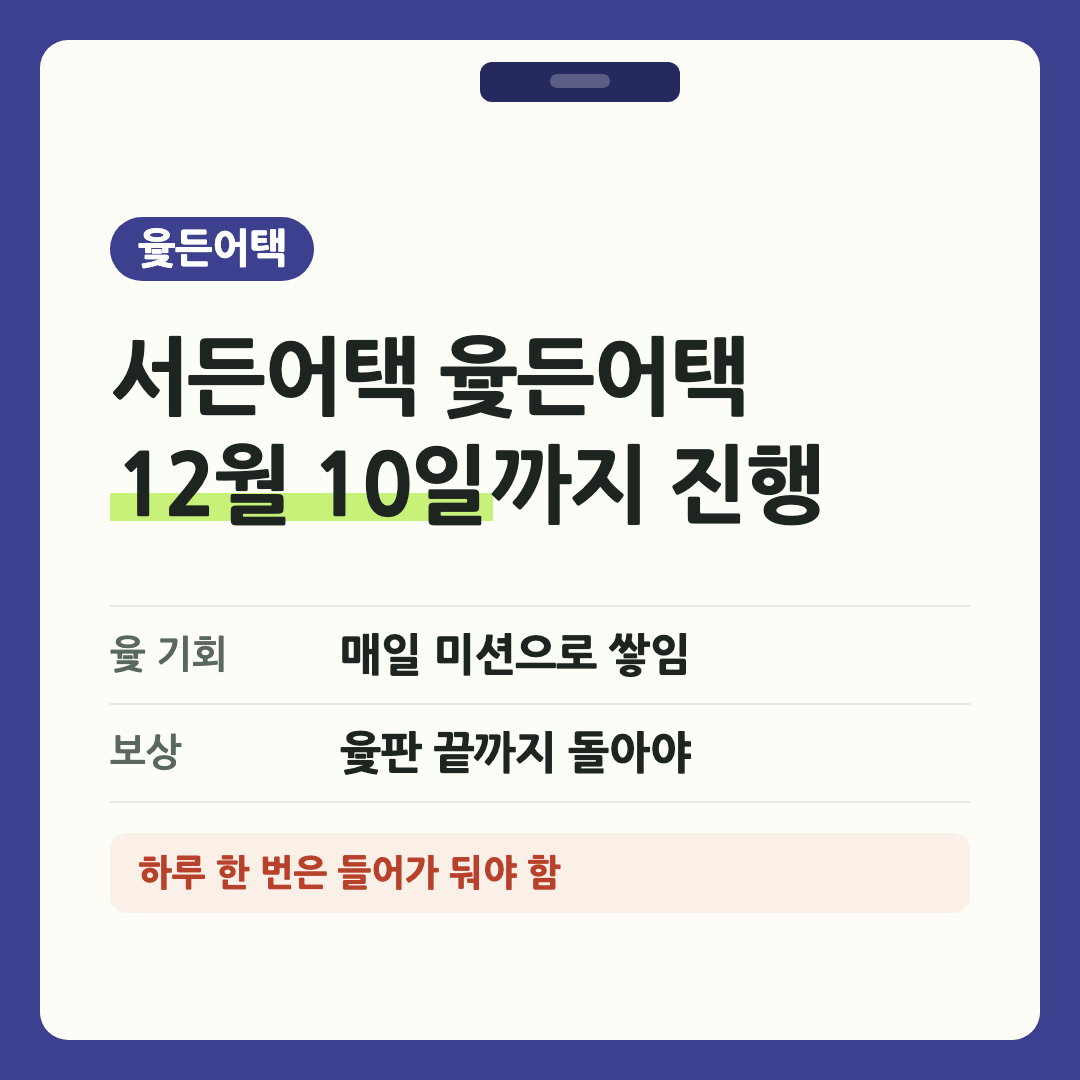 윷든어택
서든어택 윷든어택
12월 10일까지 진행
윷 기회 매일 미션으로 쌓임
보상 윷판 끝까지 돌아야
하루 한 번은 들어가 둬야 함